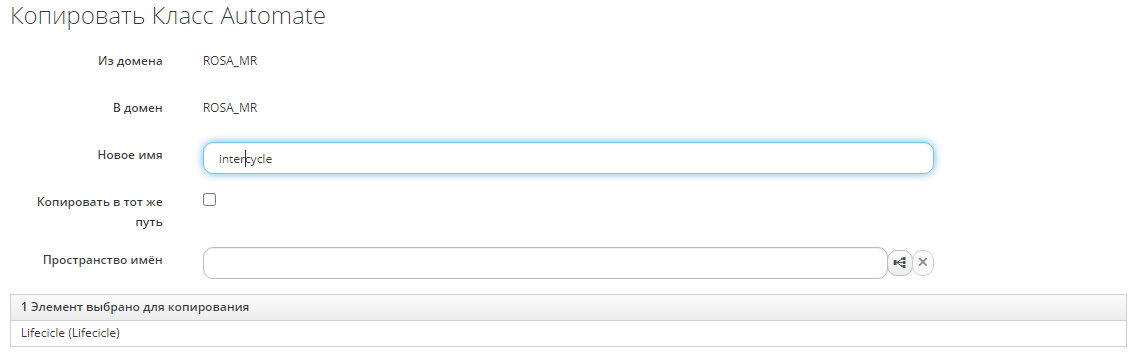 Копировать Класс Automate
Из домена ROSA_MR
В домен ROSA_MR
Новое имя intercycle
Копировать в тот же
путь
Пространство имён
1 Элемент выбрано для копирования
Lifecicle (Lifecicle)